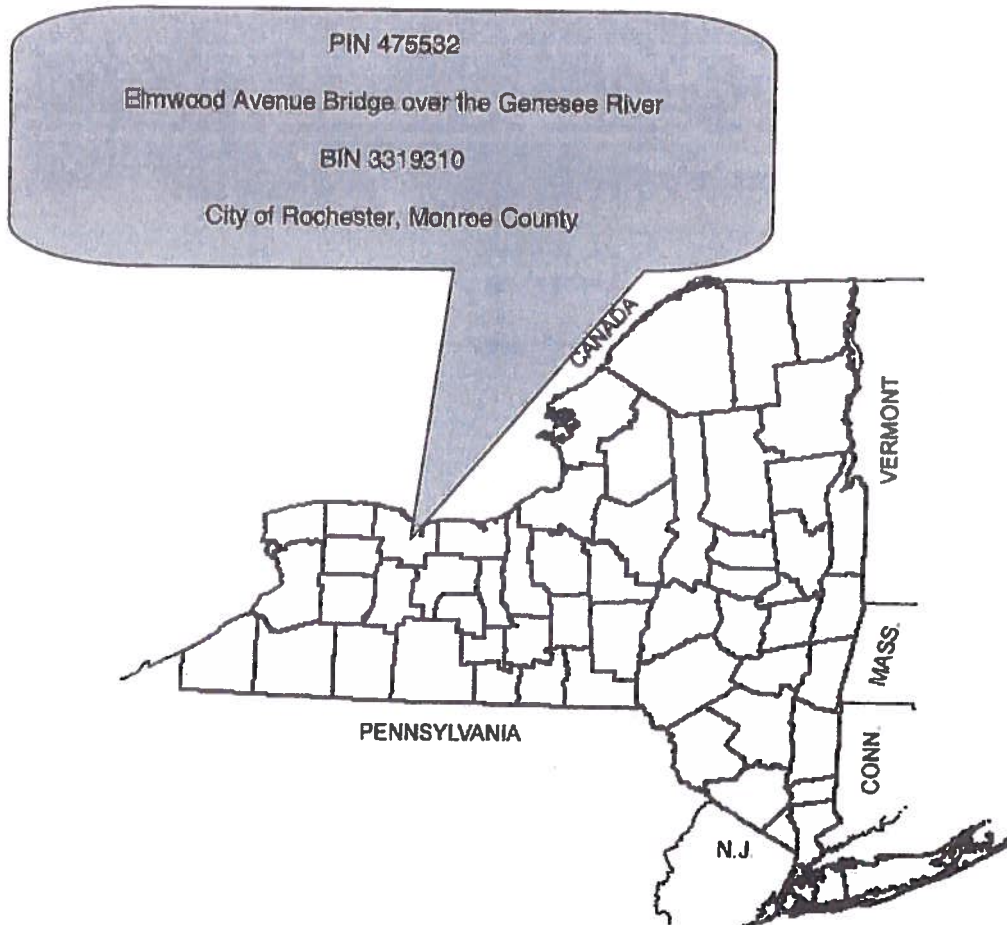 PIN 475532
Elmwood Avenue Bridge over the Genesee River
BIN 3319310
City of Rochester, Monroe County
CANADA
VERMONT
MASS.
PENNSYLVANIA
CONN.
N.J.